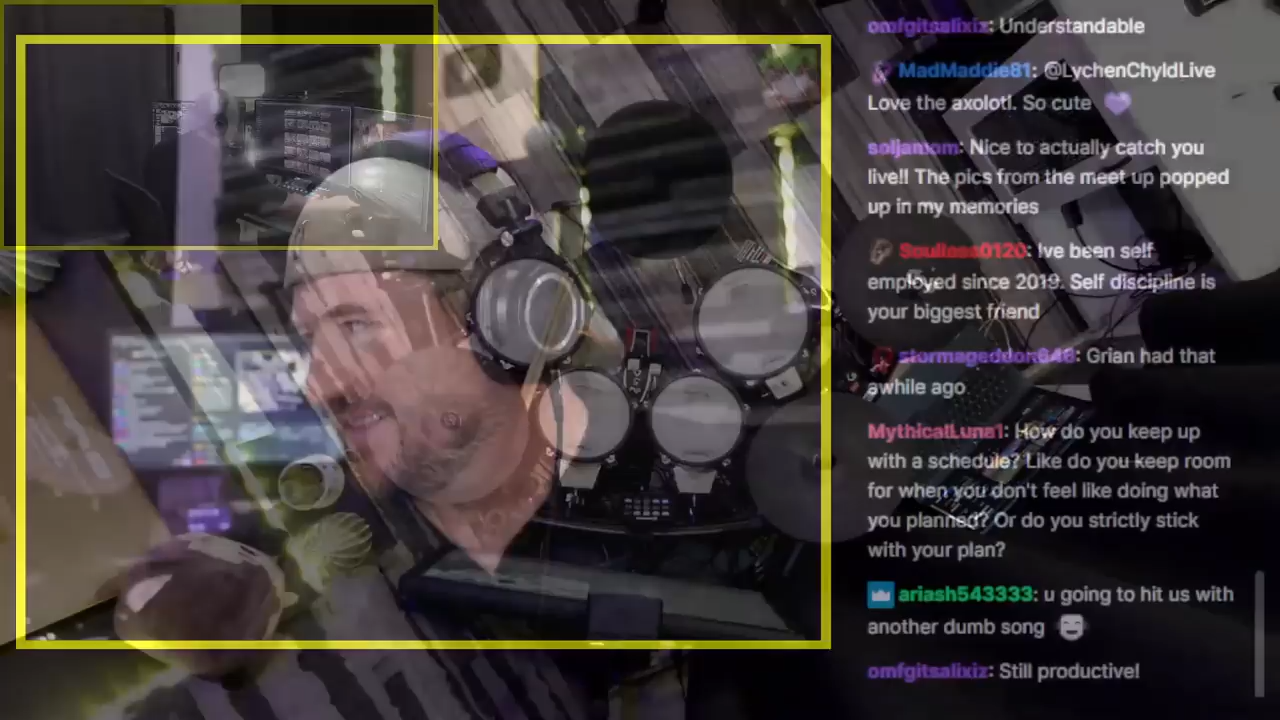 omfgitsalixiz: Understandable
MadMaddie81: @LychenChyldLive
Love the axolotl. So cute
soljamom: Nice to actually catch you
live!! The pics from the meet up popped
up in my memories
Soullass0120: Ive been self
employed since 2019. Self discipline is
your biggest friend
stormageddon648: Grian had that
awhile ago
MythicalLuna1: How do you keep up
with a schedule? Like do you keep room
for when you don't feel like doing what
you planned? Or do you strictly stick
with your plan?
ariash543333: u going to hit us with
another dumb song
omfgitsalixiz: Still productive!